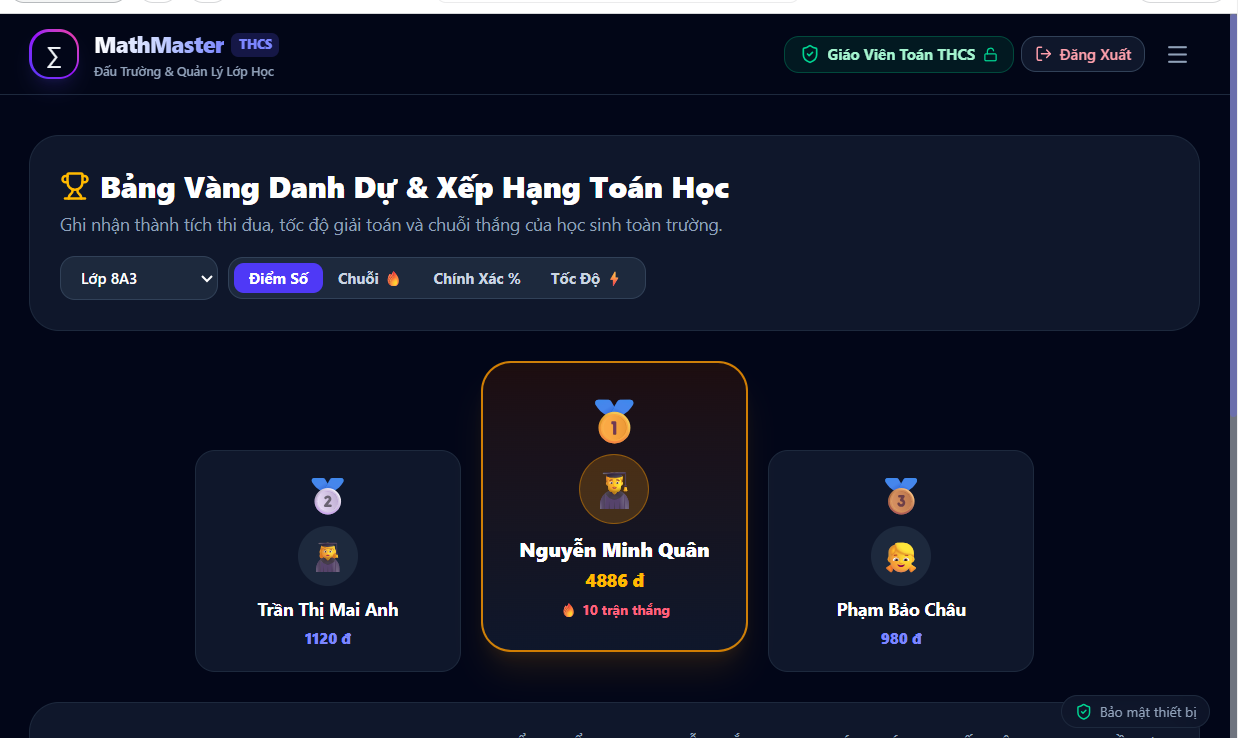 ∑
MathMaster THCS
Đấu Trường & Quản Lý Lớp Học
Giáo Viên Toán THCS
Đăng Xuất
Bảng Vàng Danh Dự & Xếp Hạng Toán Học
Ghi nhận thành tích thi đua, tốc độ giải toán và chuỗi thắng của học sinh toàn trường.
Lớp 8A3
Điểm Số
Chuỗi 🔥
Chính Xác %
Tốc Độ ⚡
2
Trần Thị Mai Anh
1120 đ
1
Nguyễn Minh Quân
4886 đ
🔥 10 trận thắng
3
Phạm Bảo Châu
980 đ
Bảo mật thiết bị